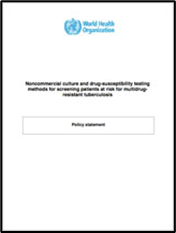 World Health
Organization
Noncommercial culture and drug-susceptibility testing
methods for screening patients at risk for multidrug-
resistant tuberculosis
Policy statement